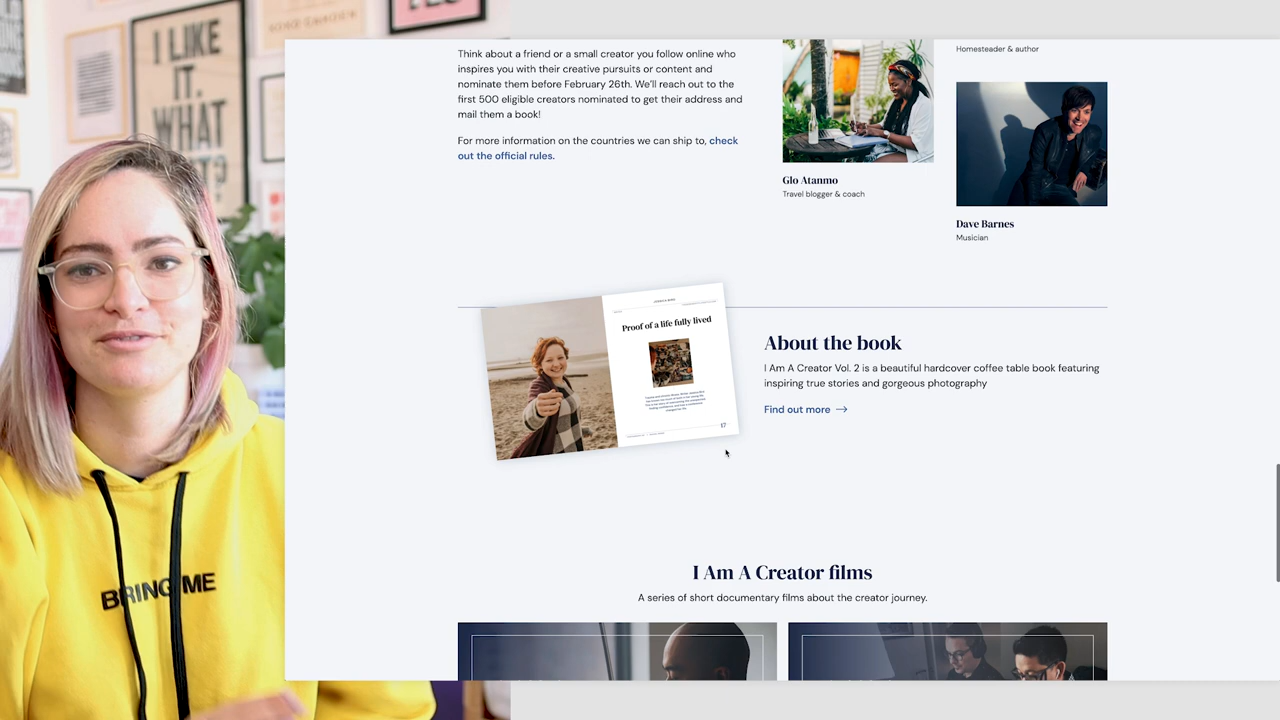 I LIKE
IT.
WHAT
BRING ME
Think about a friend or a small creator you follow online who
inspires you with their creative pursuits or content and
nominate them before February 26th. We'll reach out to the
first 500 eligible creators nominated to get their address and
mail them a book!
For more information on the countries we can ship to, check
out the official rules.
Glo Atanmo
Travel blogger & coach
Homesteader & author
Dave Barnes
Musician
Proof of a life fully lived
17
About the book
I Am A Creator Vol. 2 is a beautiful hardcover coffee table book featuring
inspiring true stories and gorgeous photography
Find out more
I Am A Creator films
A series of short documentary films about the creator journey.